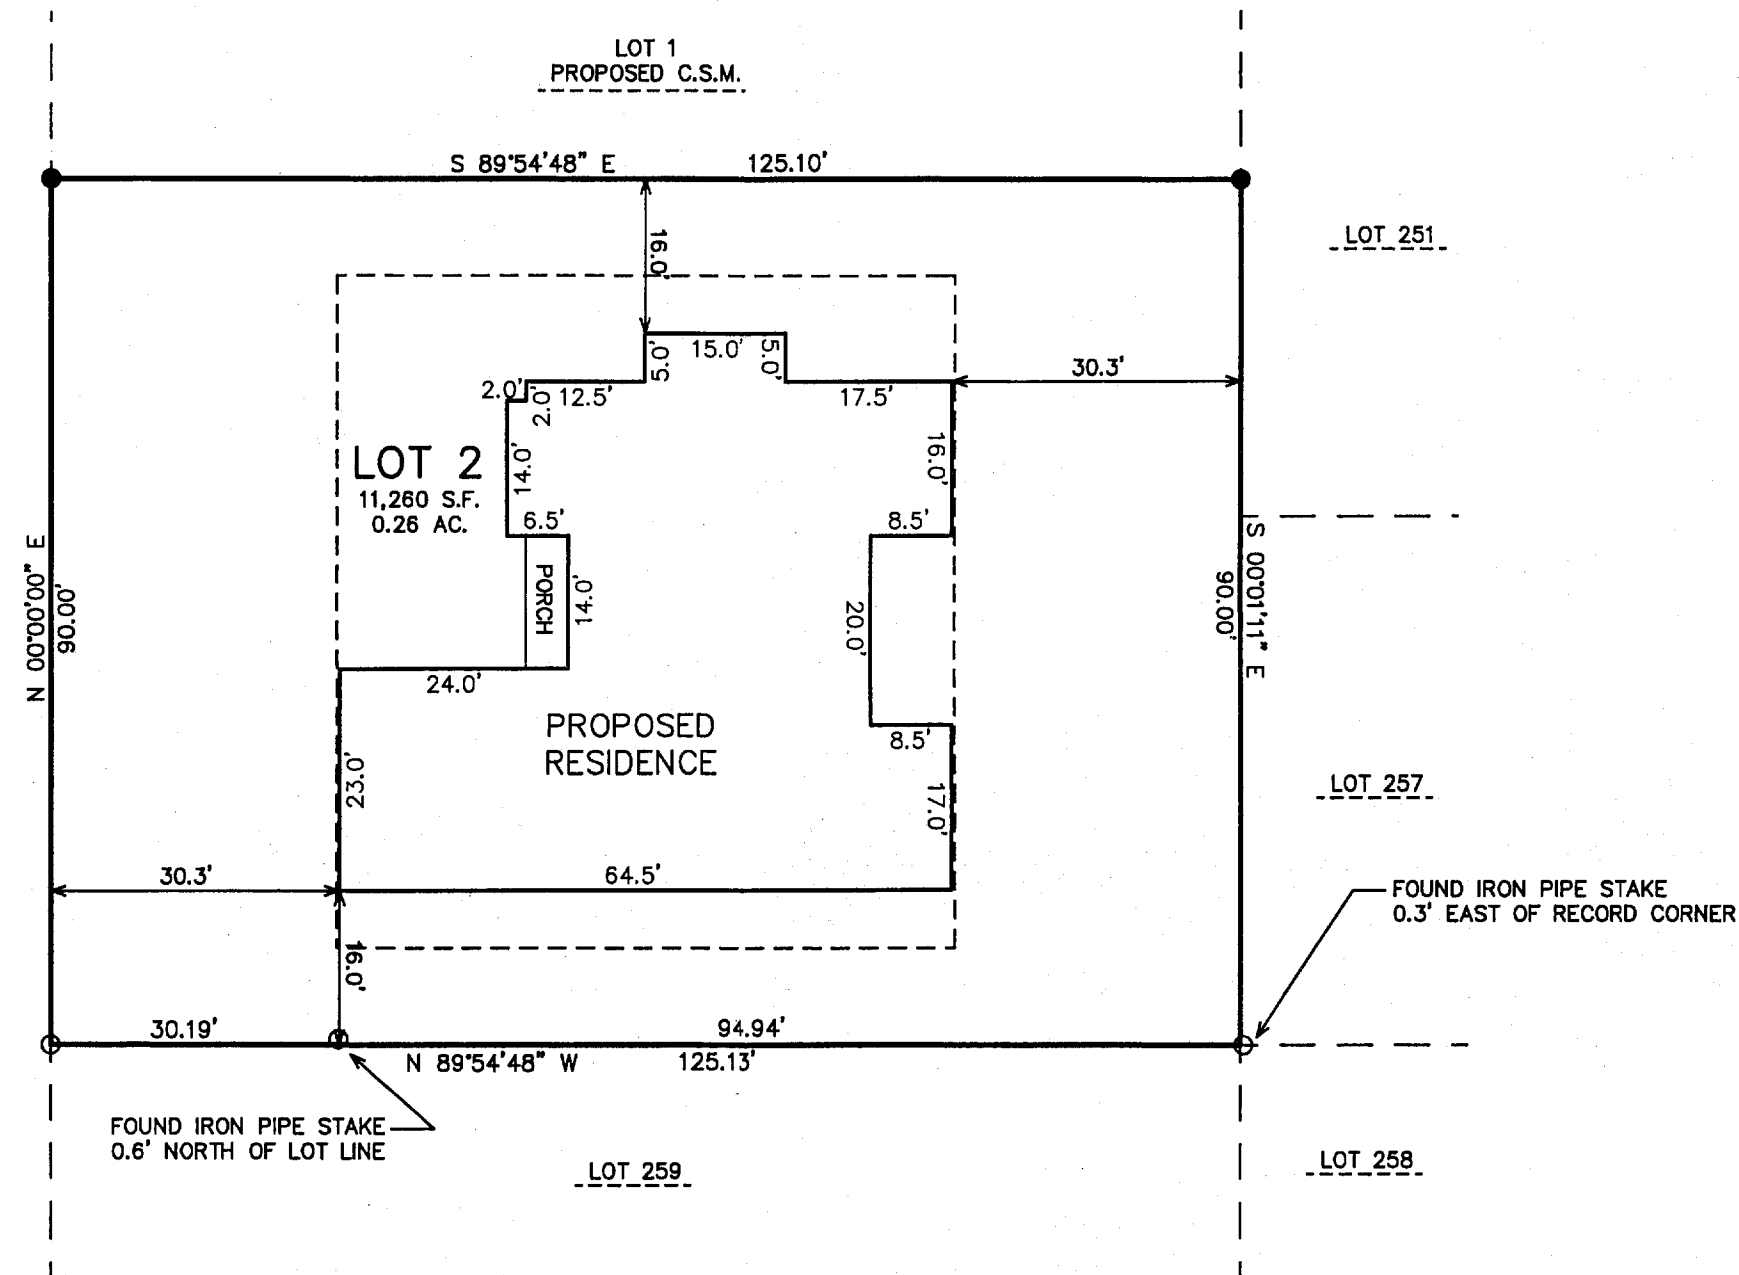 LOT 1
PROPOSED C.S.M.
S 89°54'48" E 125.10'
LOT 251
16.0'
15.0'
5.0'
5.0'
30.3'
2.0'
2.0'
12.5'
17.5'
LOT 2
11,260 S.F.
0.26 AC.
14.0'
16.0'
6.5'
8.5'
N 00°00'00" E
90.00'
PORCH
14.0'
20.0'
S 00°01'11" E
90.00'
24.0'
PROPOSED
RESIDENCE
8.5'
23.0'
17.0'
LOT 257
30.3'
64.5'
FOUND IRON PIPE STAKE
0.3' EAST OF RECORD CORNER
16.0'
30.19'
94.94'
N 89°54'48" W 125.13'
FOUND IRON PIPE STAKE
0.6' NORTH OF LOT LINE
LOT 259
LOT 258